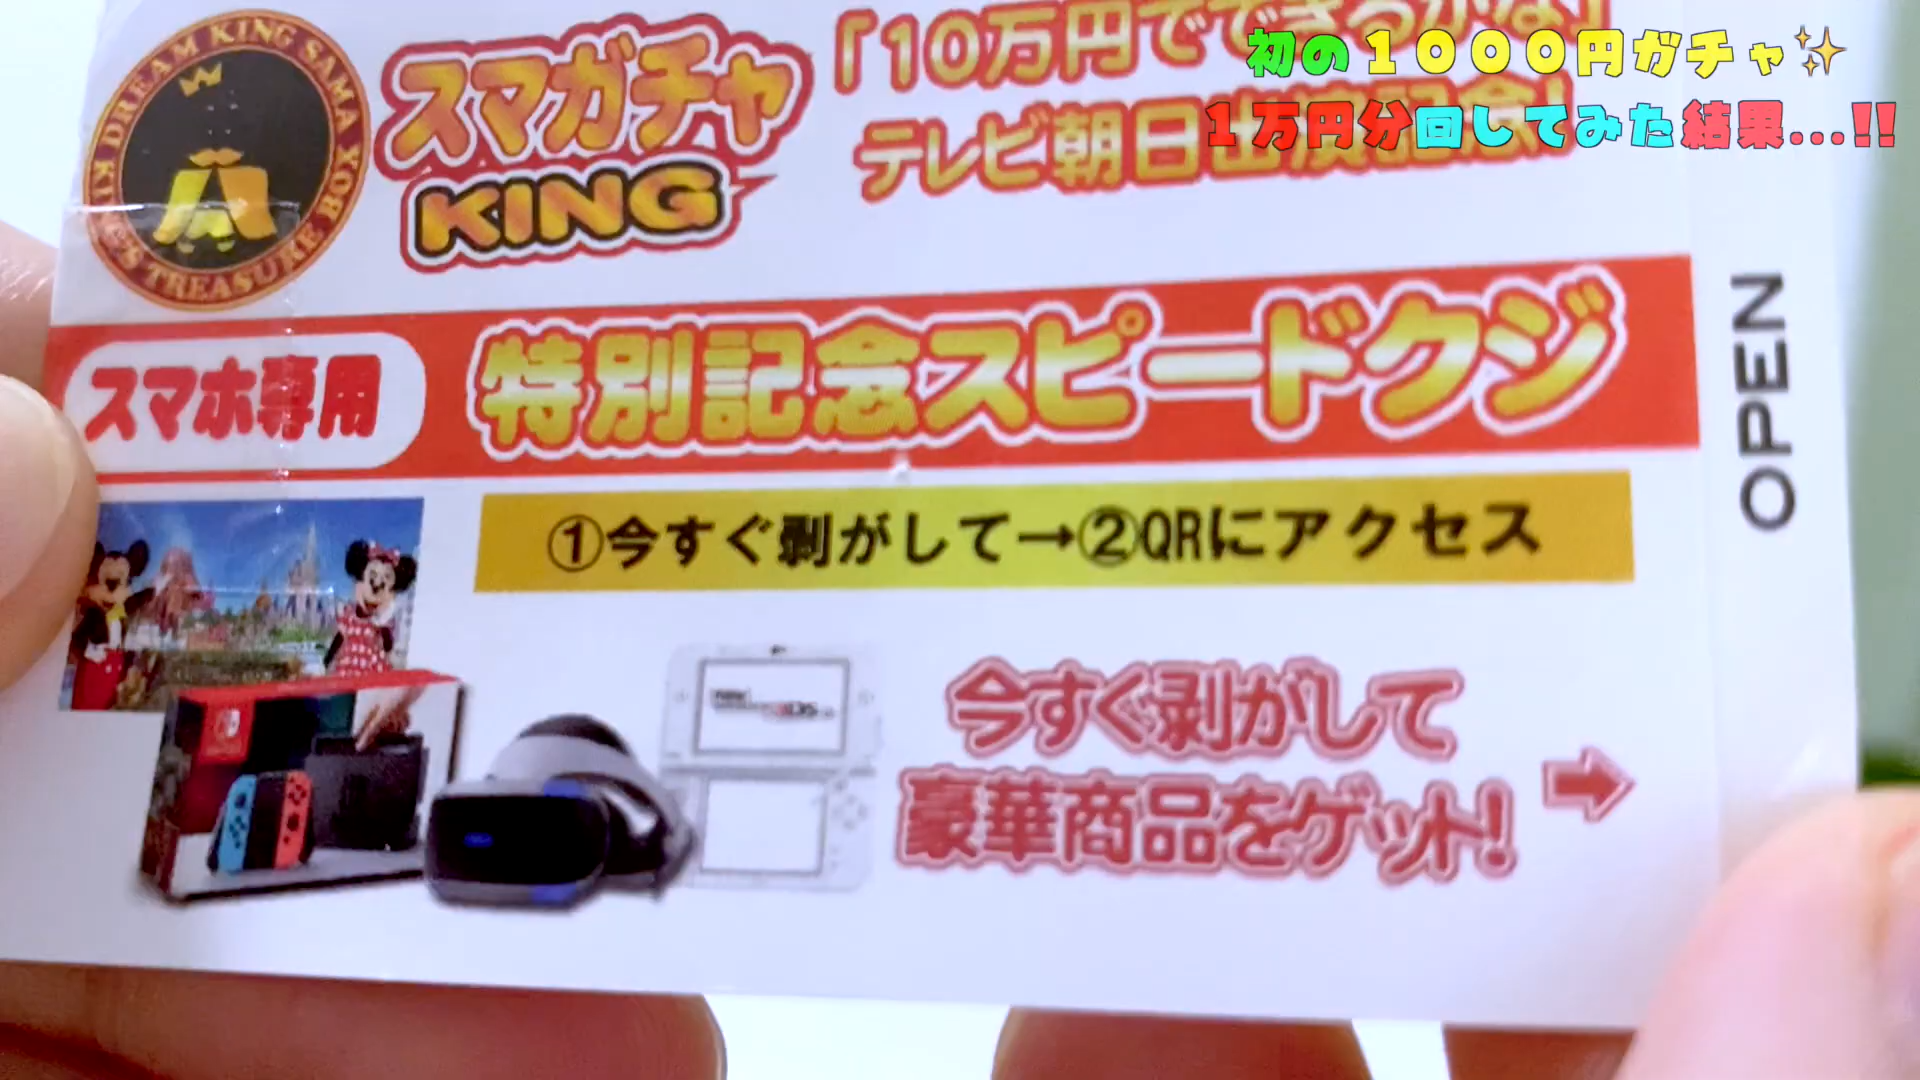 初の1000円ガチャ✨
1万円分回してみた結果...!!
DREAM KING SAMA
KING'S TREASURE BOX
スマガチャ
KING
「10万円でできるかな」
テレビ朝日出演記念!
スマホ専用
特別記念スピードクジ
OPEN
①今すぐ剥がして→②QRにアクセス
今すぐ剥がして
豪華商品をゲット!